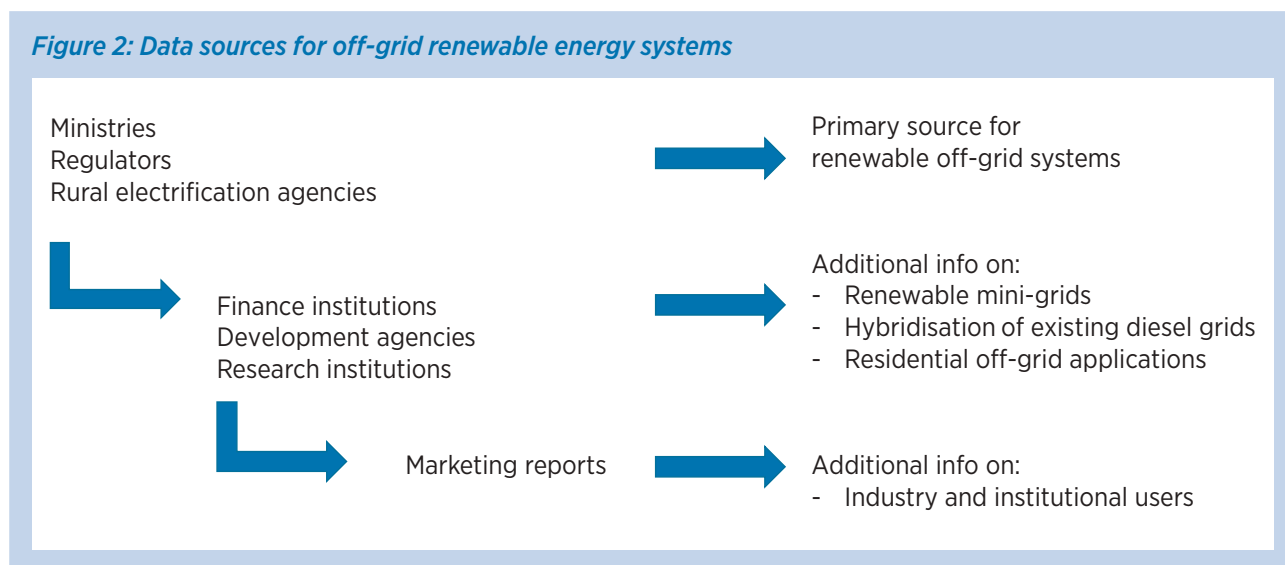 Figure 2: Data sources for off-grid renewable energy systems
Ministries
Regulators
Rural electrification agencies
Primary source for
renewable off-grid systems
Finance institutions
Development agencies
Research institutions
Additional info on:
- Renewable mini-grids
- Hybridisation of existing diesel grids
- Residential off-grid applications
Marketing reports
Additional info on:
- Industry and institutional users